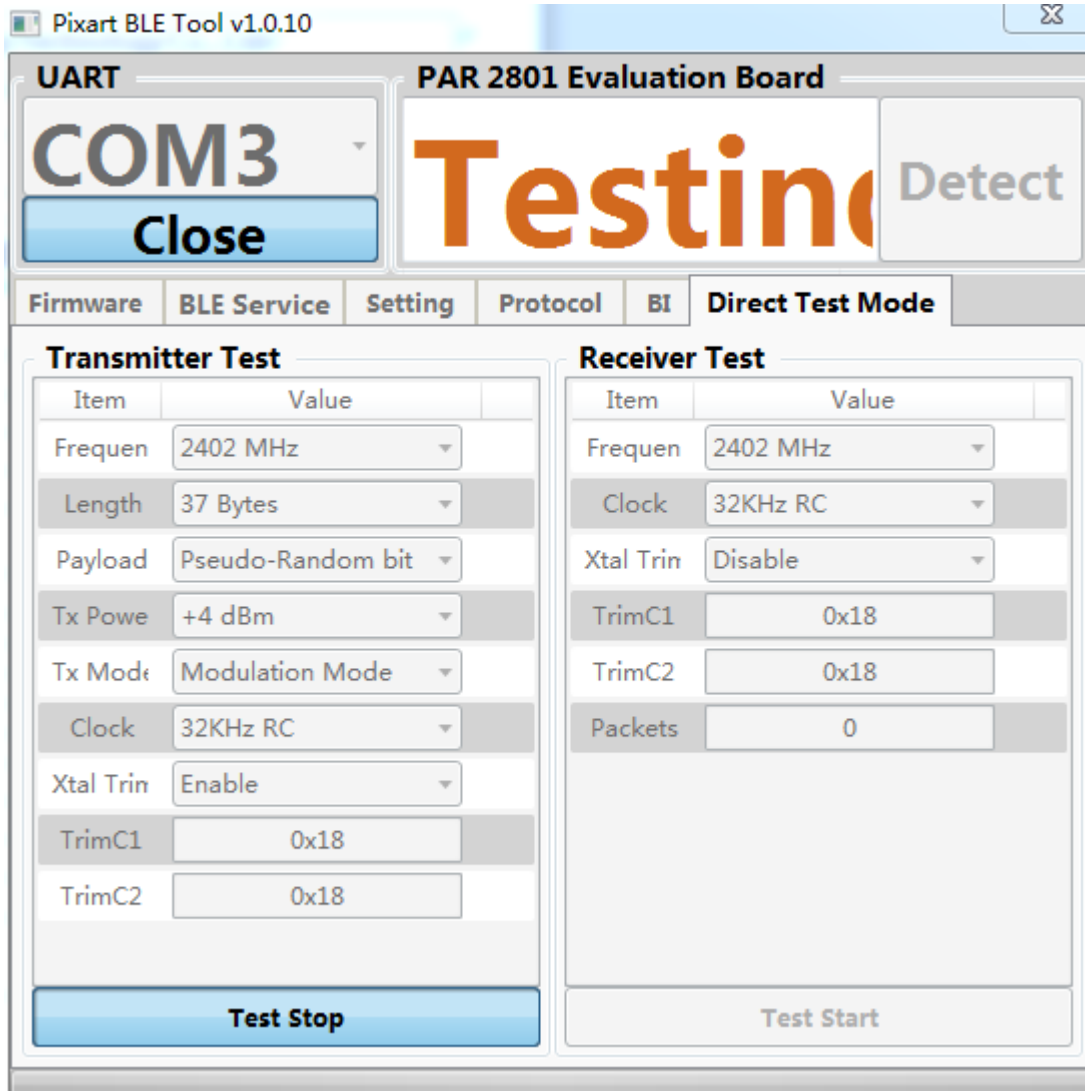 Pixart BLE Tool v1.0.10
UART
COM3
Close
PAR 2801 Evaluation Board
Testing
Detect
Firmware BLE Service Setting Protocol BI Direct Test Mode
Transmitter Test
Item Value
Frequen 2402 MHz
Length 37 Bytes
Payload Pseudo-Random bit
Tx Powe +4 dBm
Tx Mode Modulation Mode
Clock 32KHz RC
Xtal Trim Enable
TrimC1 0x18
TrimC2 0x18
Test Stop
Receiver Test
Item Value
Frequen 2402 MHz
Clock 32KHz RC
Xtal Trim Disable
TrimC1 0x18
TrimC2 0x18
Packets 0
Test Start